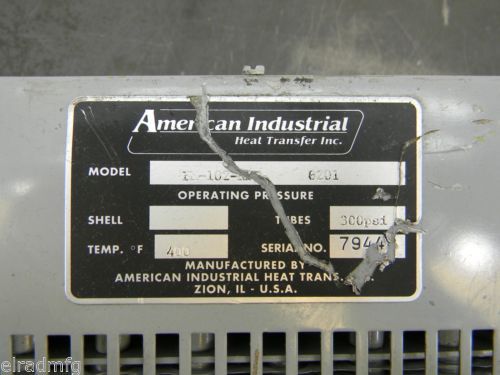 American Industrial
Heat Transfer Inc.
MODEL 6201
OPERATING PRESSURE
SHELL TUBES 300psi
TEMP. °F 400 SERIAL NO. 7944
MANUFACTURED BY
AMERICAN INDUSTRIAL HEAT TRANS.
ZION, IL - U.S.A.
elradmfg